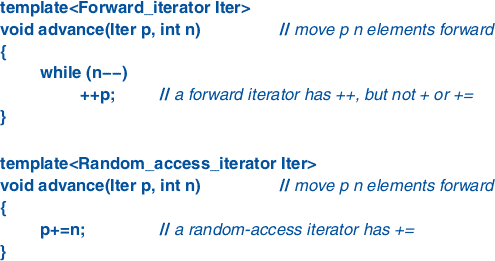 template<Forward_iterator Iter>
void advance(Iter p, int n) // move p n elements forward
{
while (n−−)
++p; // a forward iterator has ++, but not + or +=
}
template<Random_access_iterator Iter>
void advance(Iter p, int n) // move p n elements forward
{
p+=n; // a random-access iterator has +=
}